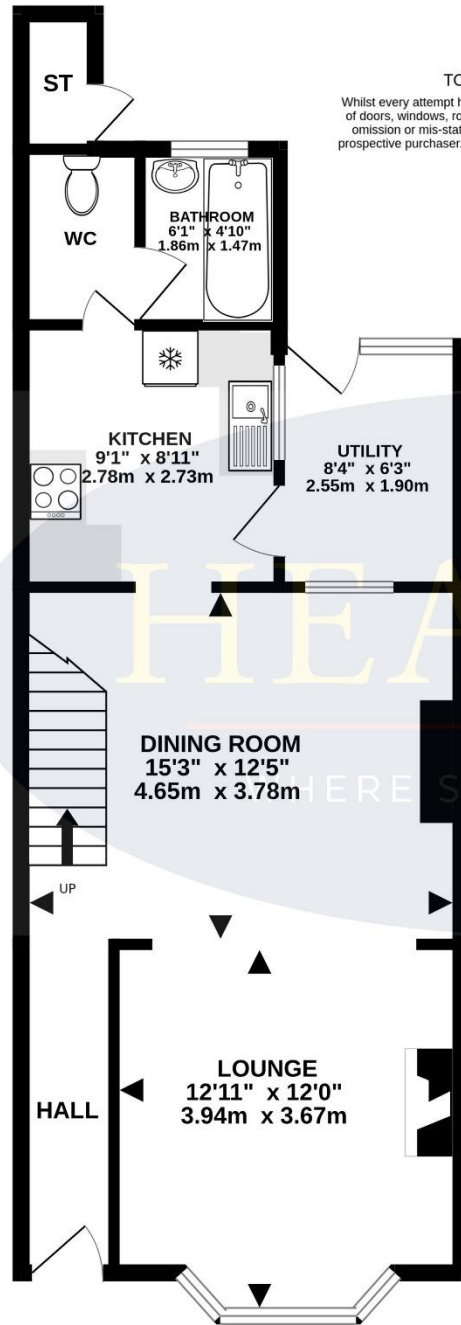 ST
TO
Whilst every attempt h
of doors, windows, ro
omission or mis-stat
prospective purchaser.
WC
BATHROOM
6'1" x 4'10"
1.86m x 1.47m
KITCHEN
9'1" x 8'11"
2.78m x 2.73m
UTILITY
8'4" x 6'3"
2.55m x 1.90m
HEA
DINING ROOM
15'3" x 12'5"
4.65m x 3.78m
WHERE S
UP
LOUNGE
12'11" x 12'0"
3.94m x 3.67m
HALL